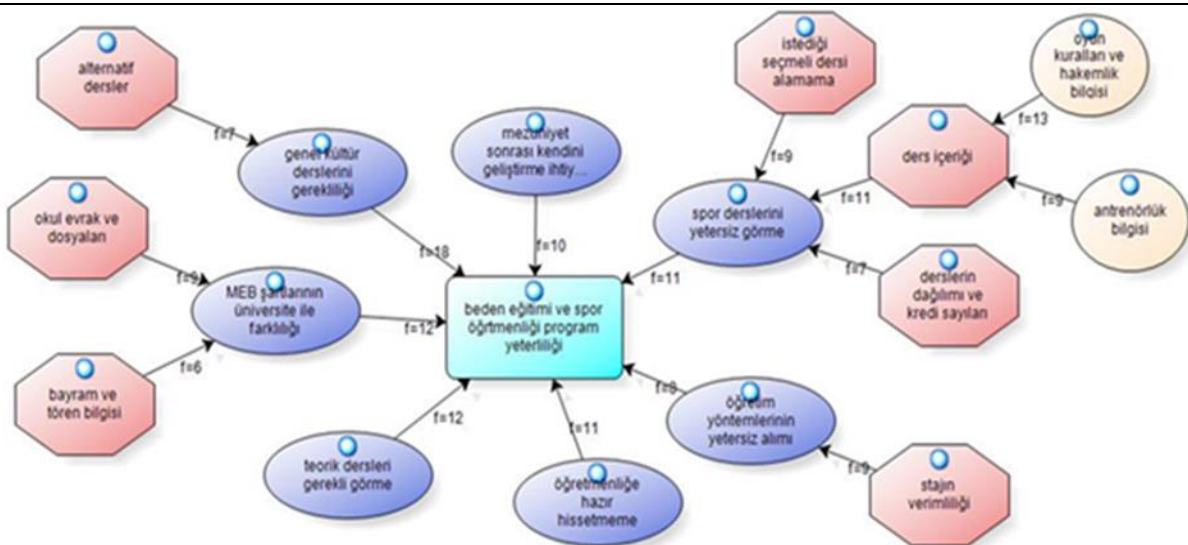 alternatif
dersler
f=7
genel kültür
derslerini
gerekliliği
f=18
mezuniyet
sonrası kendini
geliştirme ihtiy...
f=10
istediği
seçmeli dersi
alamama
f=9
oyun
kuralları ve
hakemlik
bilgisi
f=13
ders içeriği
f=11
antrenörlük
bilgisi
f=9
spor derslerini
yetersiz görme
f=11
derslerin
dağılımı ve
kredi sayıları
f=7
okul evrak ve
dosyaları
f=9
MEB şartlarının
üniversite ile
farklılığı
f=12
bayram ve
tören bilgisi
f=6
beden eğitimi ve spor
öğrtmenliği program
yeterliliği
teorik dersleri
gerekli görme
f=12
öğretmenliğe
hazır
hissetmeme
f=11
öğretim
yöntemlerinin
yetersiz alımı
f=8
stajın
verimliliği
f=9